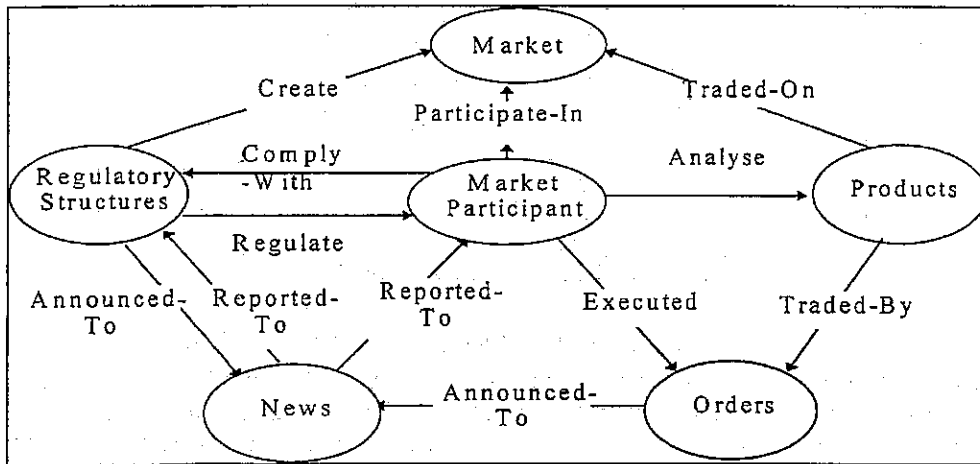 Market
Create
Traded-On
Participate-In
Comply
-With
Analyse
Regulatory
Structures
Market
Participant
Products
Regulate
Announced-
To
Reported-
To
Reported-
To
Executed
Traded-By
News
Announced-
To
Orders